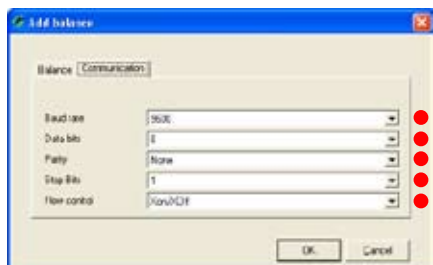 Add balance
Balance Communication
Baud rate 9600
Data bits 8
Parity None
Stop Bits 1
Flow control Xon/Xoff
OK Cancel